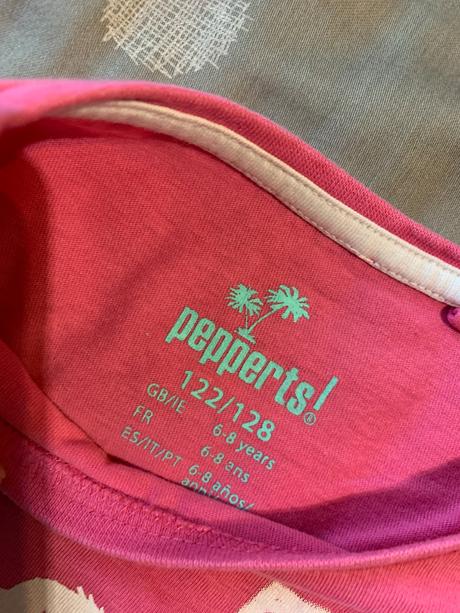 pepperts!®
122/128
GB/IE 6-8 years
FR 6-8 ans
ES/IT/PT 6-8 años/